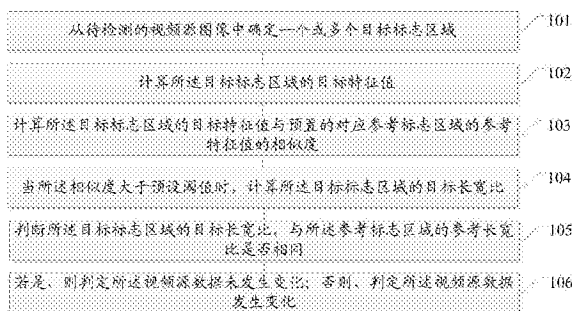 从待检测的视频源图像中确定一个或多个目标标志区域
101
计算所述目标标志区域的目标特征值
102
计算所述目标标志区域的目标特征值与预置的对应参考标志区域的参考
特征值的相似度
103
当所述相似度大于预设阈值时，计算所述目标标志区域的目标长宽比
104
判断所述目标标志区域的目标长宽比，与所述参考标志区域的参考长宽
比是否相同
105
若是，则判定所述视频源数据未发生变化；否则，判定所述视频源数据
发生变化
106